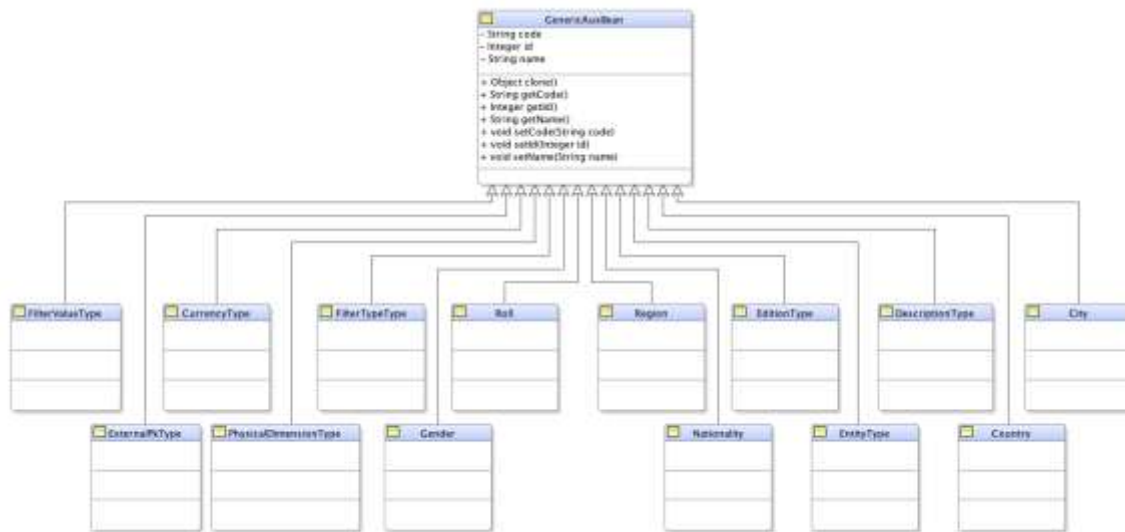 GenericAuxBean
- String code
- Integer id
- String name
+ Object clone()
+ String getCode()
+ Integer getId()
+ String getName()
+ void setCode(String code)
+ void setId(Integer id)
+ void setName(String name)
FilterValueType
CurrencyType
FilterTypeType
Roll
Region
EditionType
DescriptionType
City
ExternalPkType
PhysicalDimensionType
Gender
Nationality
EntityType
Country